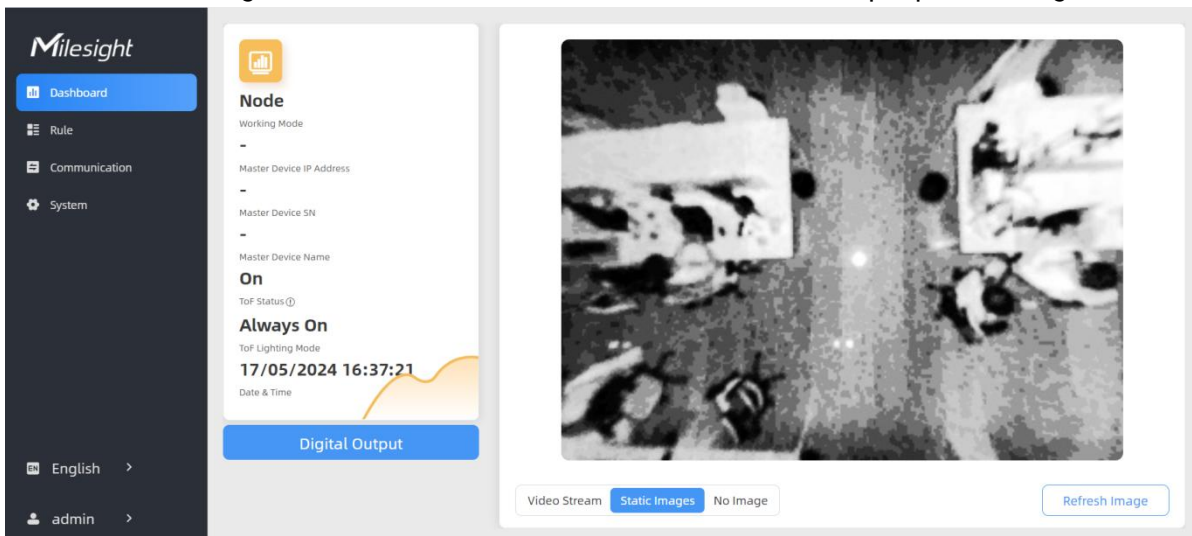 Milesight
Dashboard
Rule
Communication
System
English
admin
Node
Working Mode
-
Master Device IP Address
-
Master Device SN
-
Master Device Name
On
ToF Status
Always On
ToF Lighting Mode
17/05/2024 16:37:21
Date & Time
Digital Output
Video Stream Static Images No Image
Refresh Image